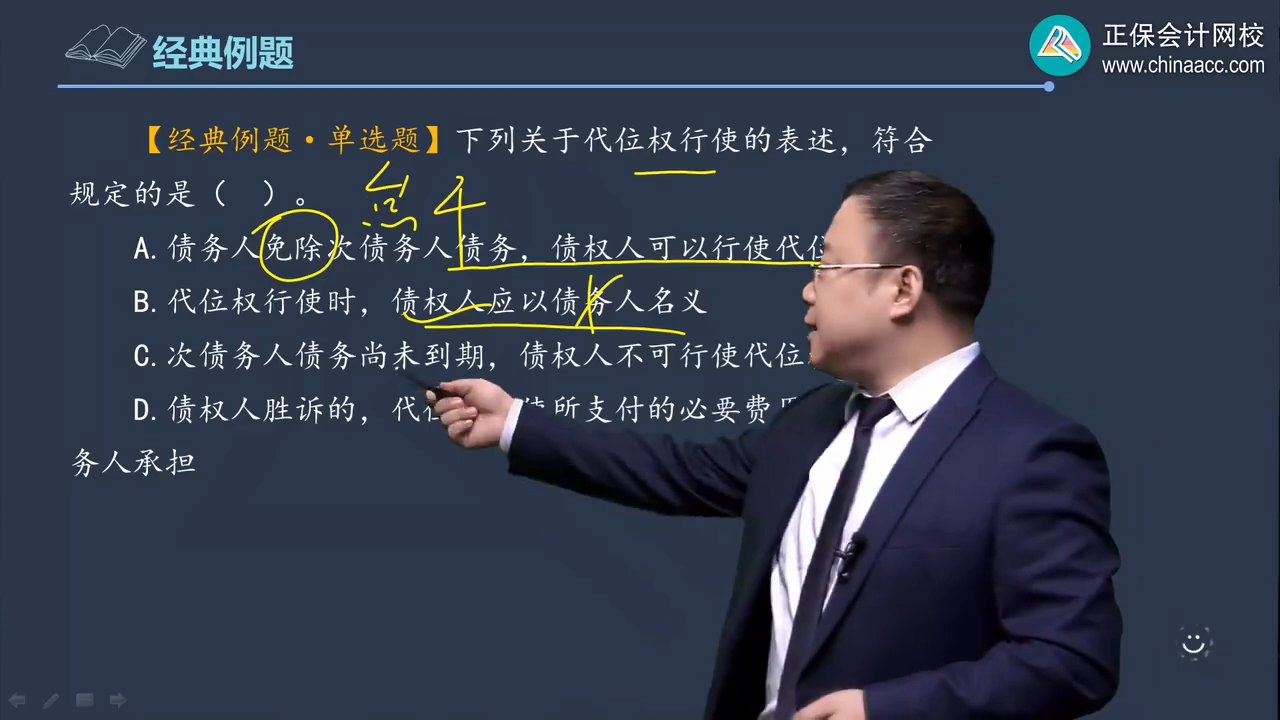 经典例题
正保会计网校
www.chinaacc.com
【经典例题·单选题】下列关于代位权行使的表述，符合
规定的是（ ）。
A.债务人免除次债务人债务，债权人可以行使代位
B.代位权行使时，债权人应以债务人名义
C.次债务人债务尚未到期，债权人不可行使代位
D.债权人胜诉的，代位 使所支付的必要费用
务人承担